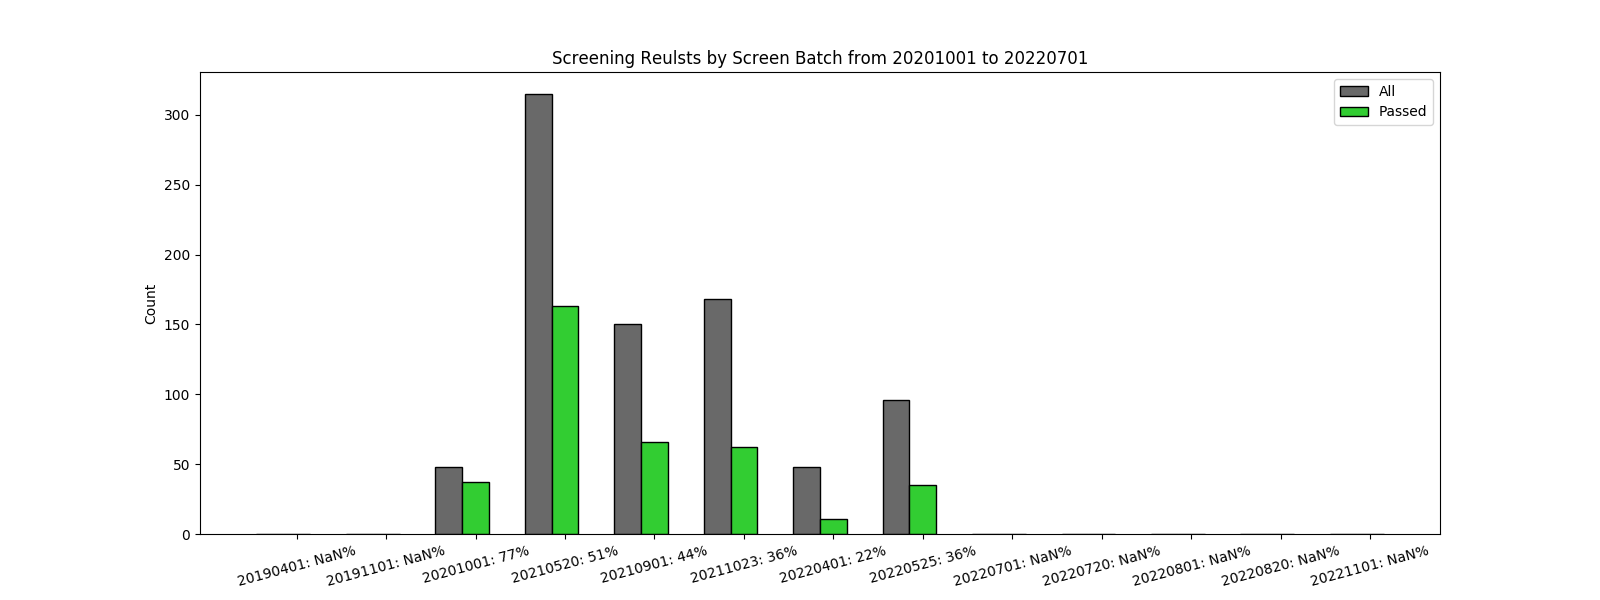 Screening Reulsts by Screen Batch from 20201001 to 20220701
All
Passed
Count
300
250
200
150
100
50
0
20190401: NaN%
20191101: NaN%
20201001: 77%
20210520: 51%
20210901: 44%
20211023: 36%
20220401: 22%
20220525: 36%
20220701: NaN%
20220720: NaN%
20220801: NaN%
20220820: NaN%
20221101: NaN%